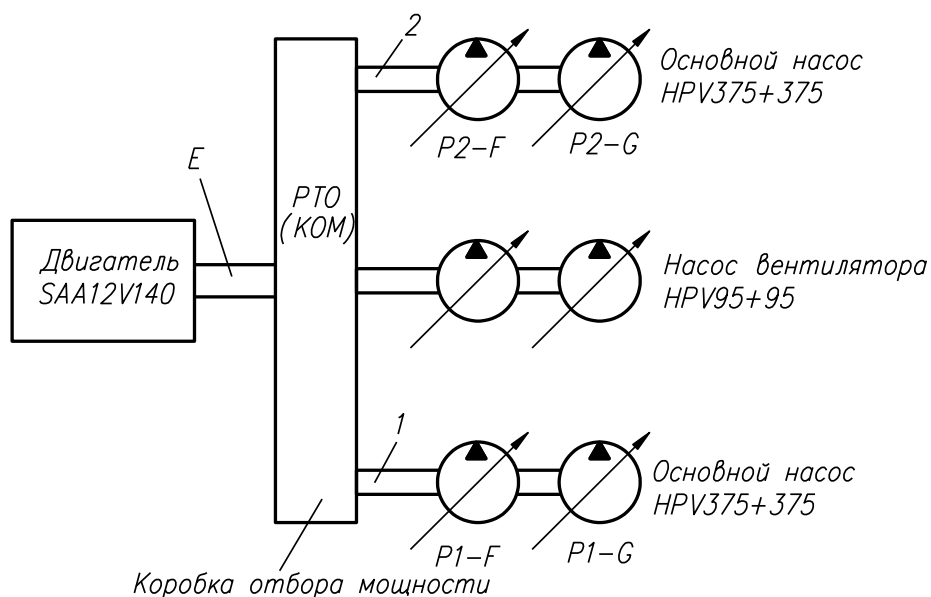 2
Основной насос
HPV375+375
P2-F
P2-G
E
PTO
(КОМ)
Двигатель
SAA12V140
Насос вентилятора
HPV95+95
1
Основной насос
HPV375+375
P1-F
P1-G
Коробка отбора мощности